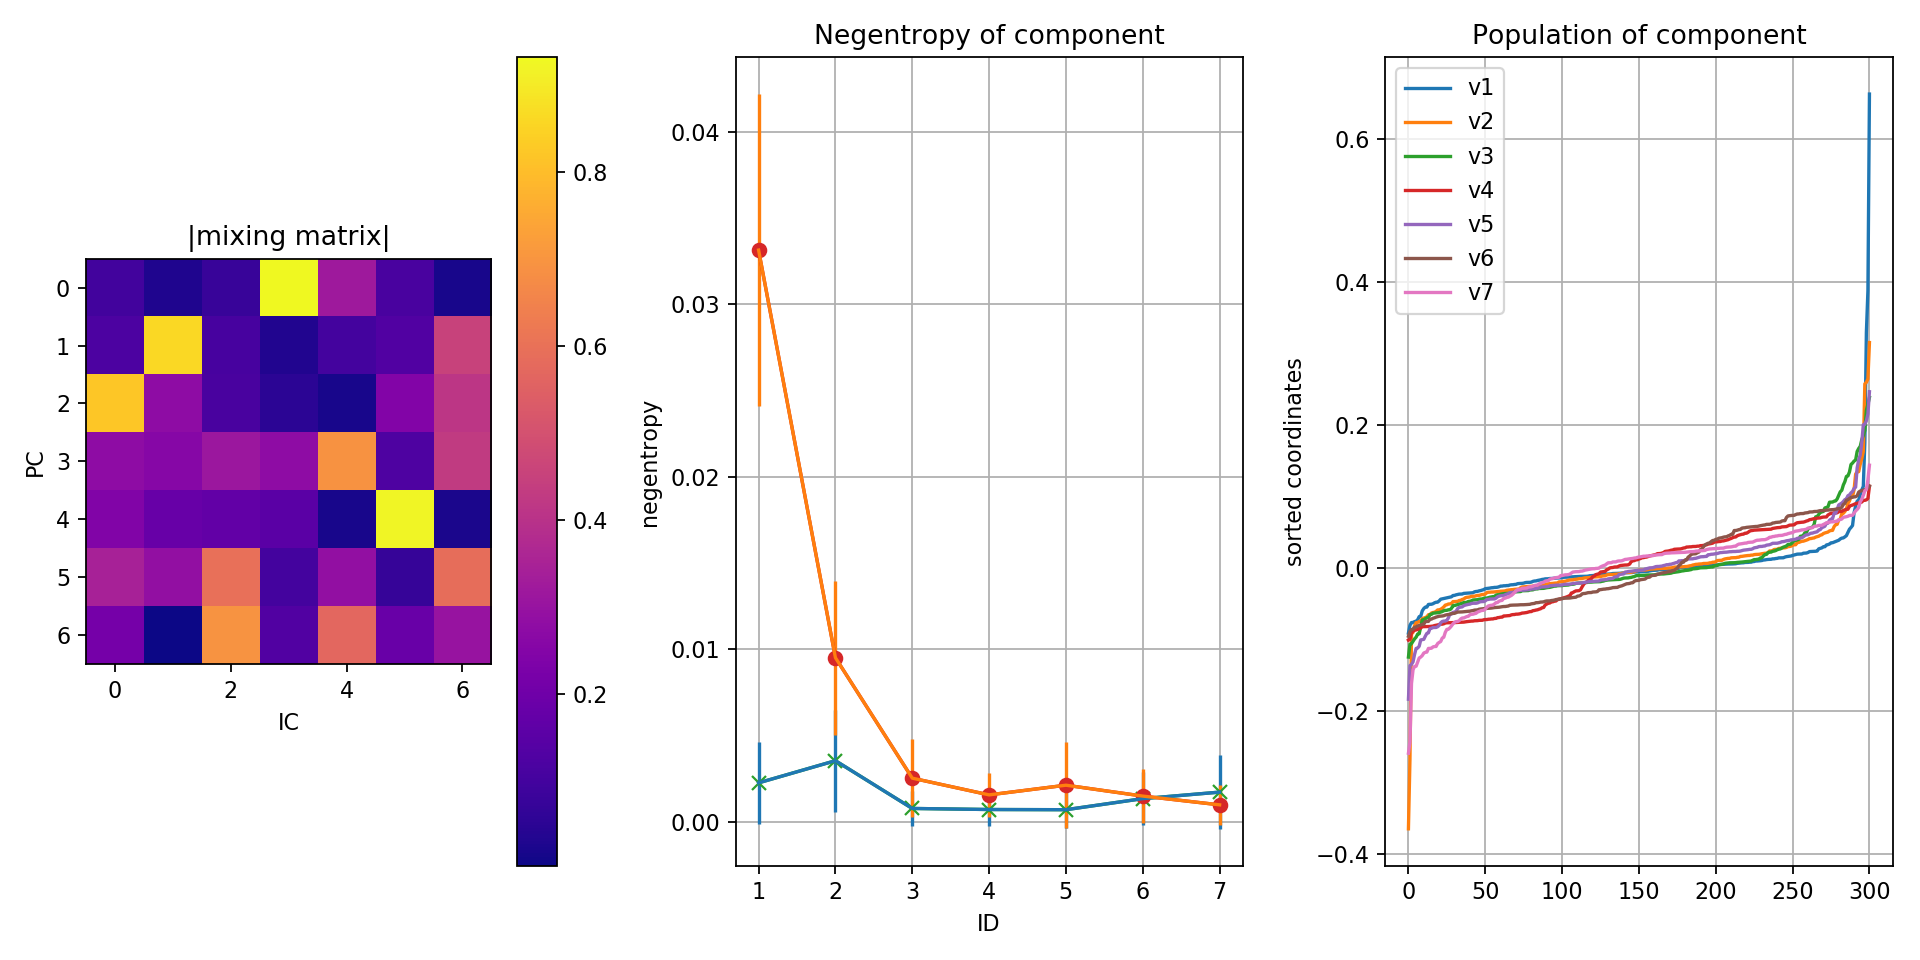 |mixing matrix|
0
1
2
3
4
5
6
PC
0 2 4 6
IC
0.8
0.6
0.4
0.2
Negentropy of component
0.04
0.03
0.02
0.01
0.00
negentropy
1 2 3 4 5 6 7
ID
Population of component
v1
v2
v3
v4
v5
v6
v7
0.6
0.4
0.2
0.0
−0.2
−0.4
sorted coordinates
0 50 100 150 200 250 300